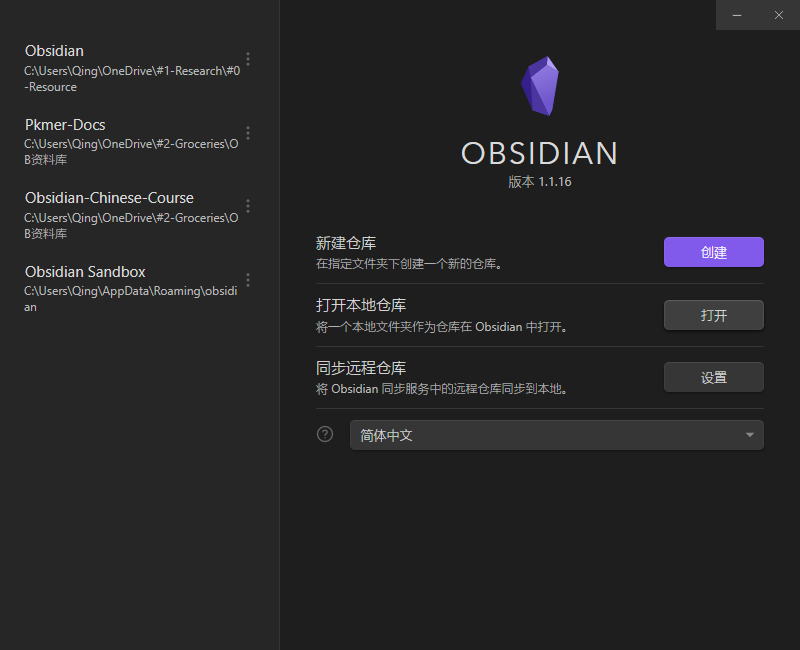 Obsidian
C:\Users\Qing\OneDrive\#1-Research\#0
-Resource
Pkmer-Docs
C:\Users\Qing\OneDrive\#2-Groceries\O
B资料库
Obsidian-Chinese-Course
C:\Users\Qing\OneDrive\#2-Groceries\O
B资料库
Obsidian Sandbox
C:\Users\Qing\AppData\Roaming\obsidi
an
OBSIDIAN
版本 1.1.16
新建仓库
在指定文件夹下创建一个新的仓库。
创建
打开本地仓库
将一个本地文件夹作为仓库在 Obsidian 中打开。
打开
同步远程仓库
将 Obsidian 同步服务中的远程仓库同步到本地。
设置
简体中文